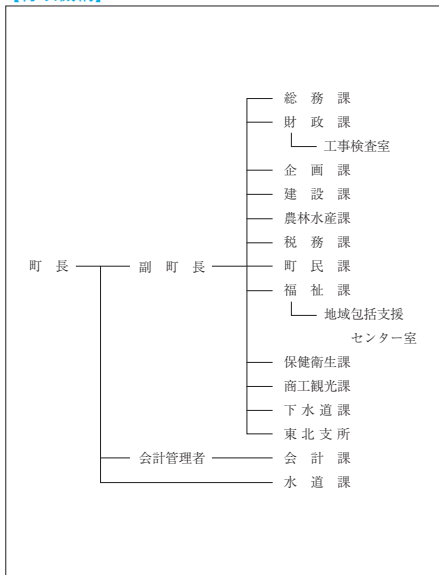 総務課
財政課
工事検査室
企画課
建設課
農林水産課
税務課
町長 副町長 町民課
福祉課
地域包括支援
センター室
保健衛生課
商工観光課
下水道課
東北支所
会計管理者 会計課
水道課